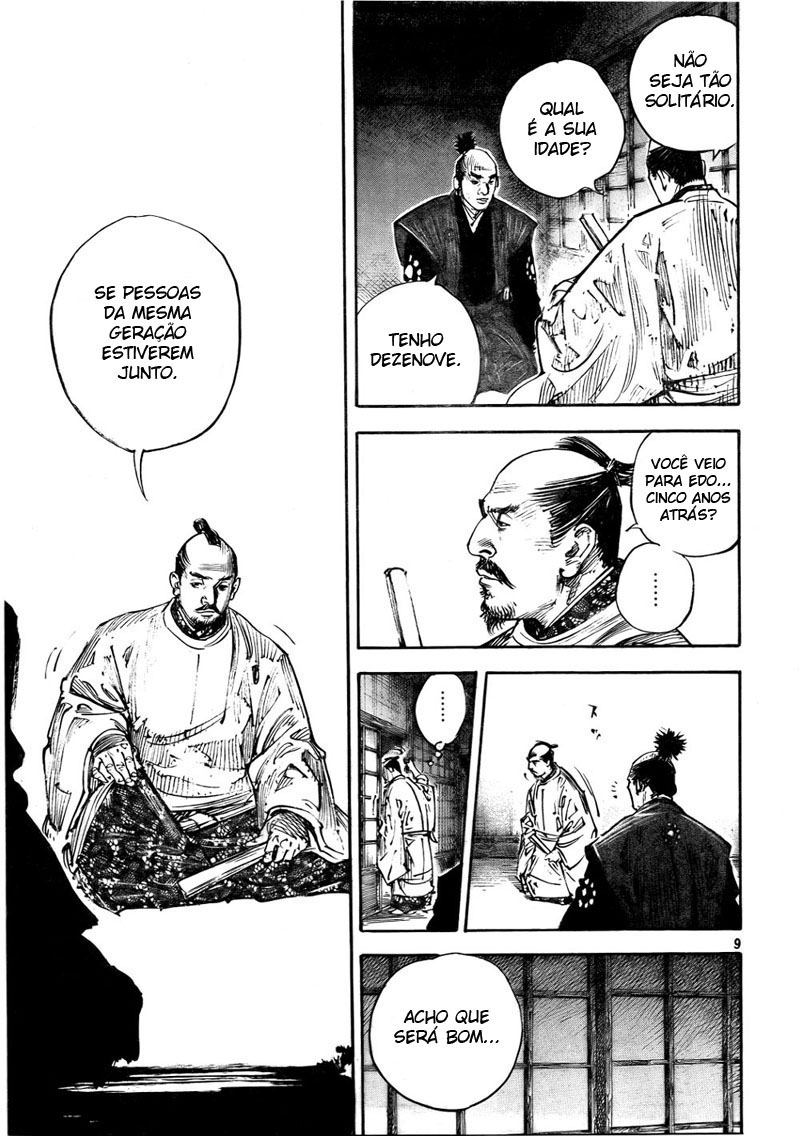 NÃO
SEJA TÃO
SOLITÁRIO.
QUAL
É A SUA
IDADE?
TENHO
DEZENOVE.
VOCÊ VEIO
PARA EDO...
CINCO ANOS
ATRÁS?
......
......
9
ACHO QUE
SERÁ BOM...
SE PESSOAS
DA MESMA
GERAÇÃO
ESTIVEREM
JUNTO.